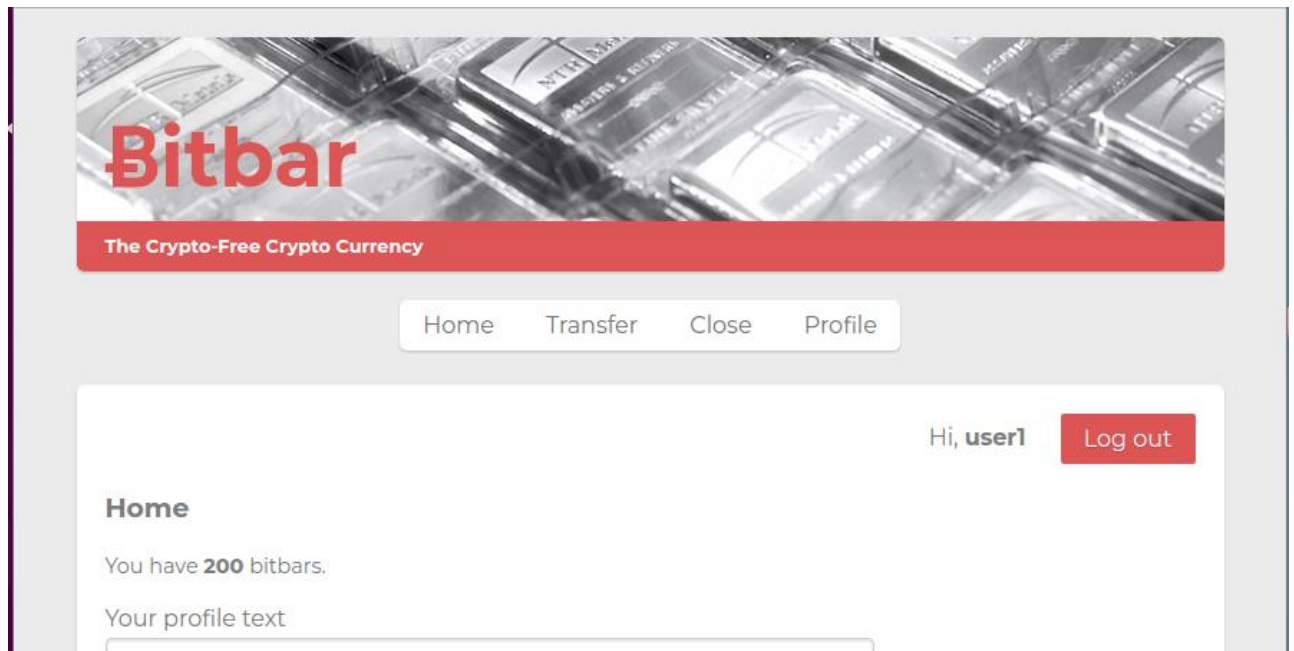 Ƀitbar
The Crypto-Free Crypto Currency
Home Transfer Close Profile
Hi, user1 Log out
Home
You have 200 bitbars.
Your profile text